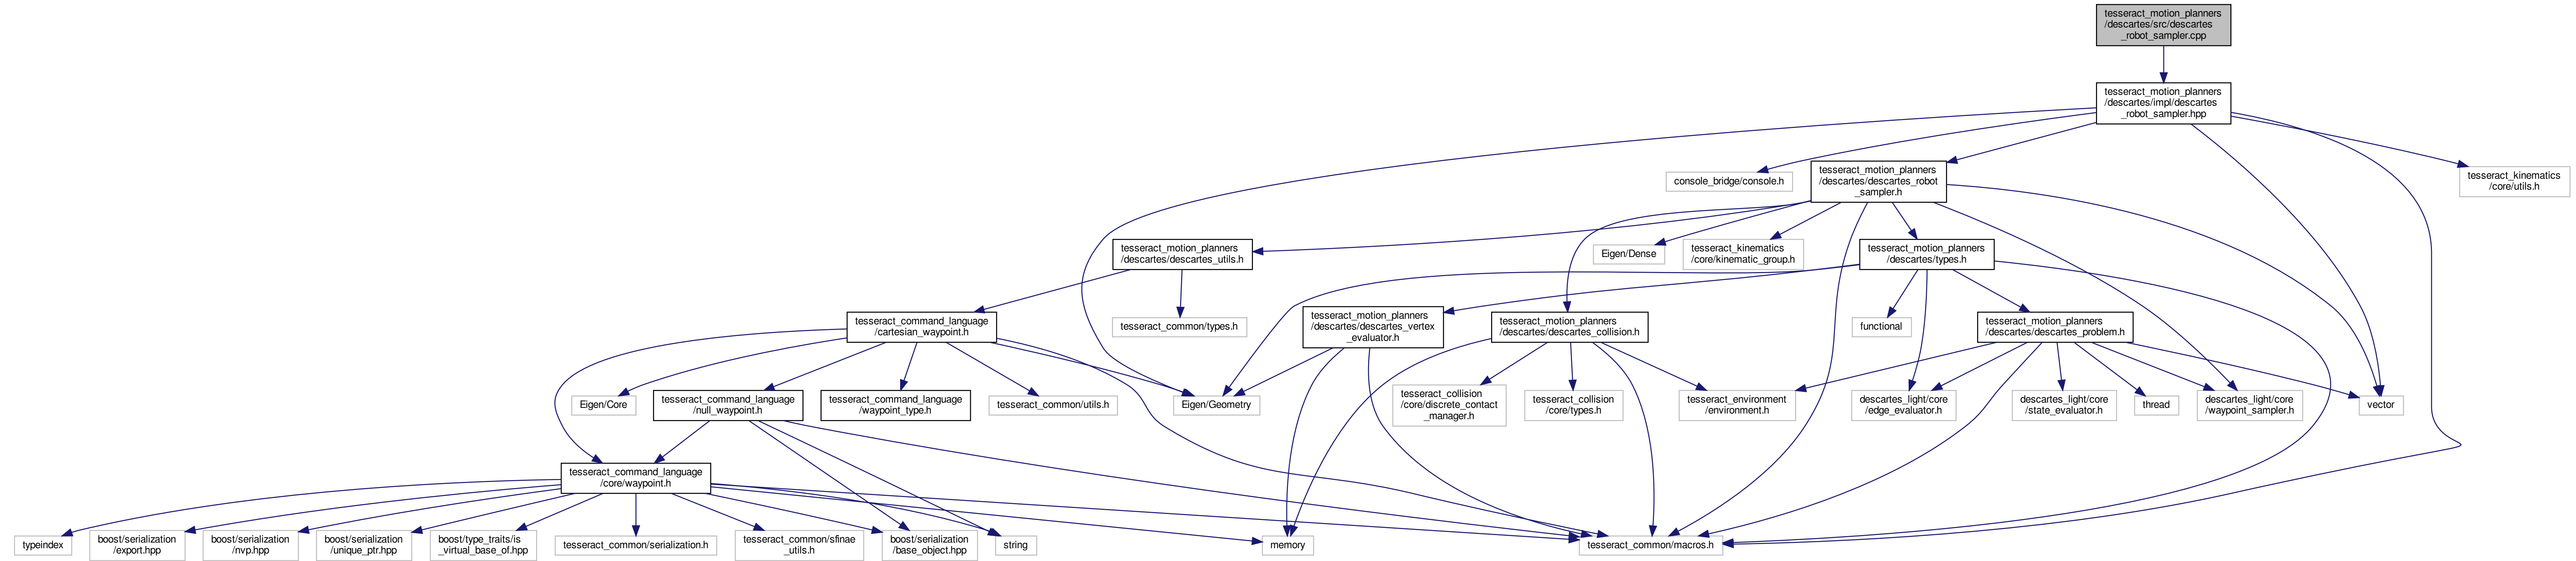 tesseract_motion_planners
/descartes/src/descartes
_robot_sampler.cpp
tesseract_motion_planners
/descartes/impl/descartes
_robot_sampler.hpp
console_bridge/console.h
tesseract_motion_planners
/descartes/descartes_robot
_sampler.h
tesseract_kinematics
/core/utils.h
tesseract_motion_planners
/descartes/descartes_utils.h
Eigen/Dense
tesseract_kinematics
/core/kinematic_group.h
tesseract_motion_planners
/descartes/types.h
tesseract_command_language
/cartesian_waypoint.h
tesseract_common/types.h
tesseract_motion_planners
/descartes/descartes_vertex
_evaluator.h
tesseract_motion_planners
/descartes/descartes_collision.h
functional
tesseract_motion_planners
/descartes/descartes_problem.h
Eigen/Core
tesseract_command_language
/null_waypoint.h
tesseract_command_language
/waypoint_type.h
tesseract_common/utils.h
Eigen/Geometry
tesseract_collision
/core/discrete_contact
_manager.h
tesseract_collision
/core/types.h
tesseract_environment
/environment.h
descartes_light/core
/edge_evaluator.h
descartes_light/core
/state_evaluator.h
thread
descartes_light/core
/waypoint_sampler.h
vector
tesseract_command_language
/core/waypoint.h
typeindex
boost/serialization
/export.hpp
boost/serialization
/nvp.hpp
boost/serialization
/unique_ptr.hpp
boost/type_traits/is
_virtual_base_of.hpp
tesseract_common/serialization.h
tesseract_common/sfinae
_utils.h
boost/serialization
/base_object.hpp
string
memory
tesseract_common/macros.h